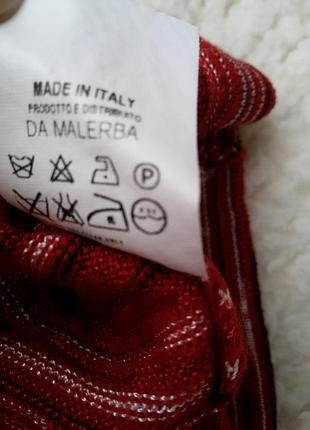 MADE IN ITALY
PRODOTTO E DISTRIBUITO
DA MALERBA
P